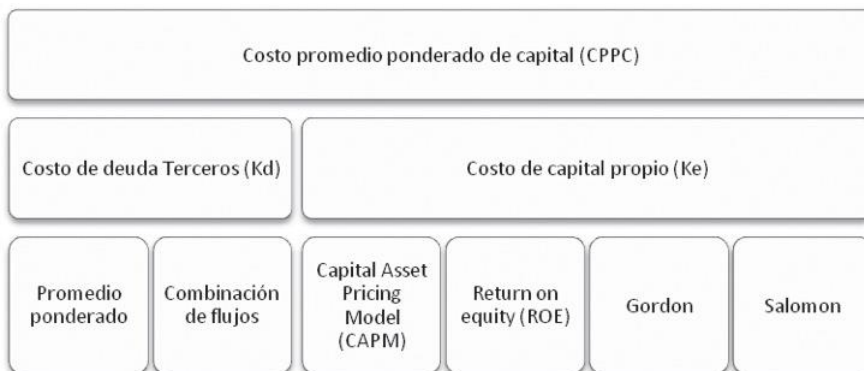 Costo promedio ponderado de capital (CPPC)
Costo de deuda Terceros (Kd)
Costo de capital propio (Ke)
Promedio
ponderado
Combinación
de flujos
Capital Asset
Pricing
Model
(CAPM)
Return on
equity (ROE)
Gordon
Salomon